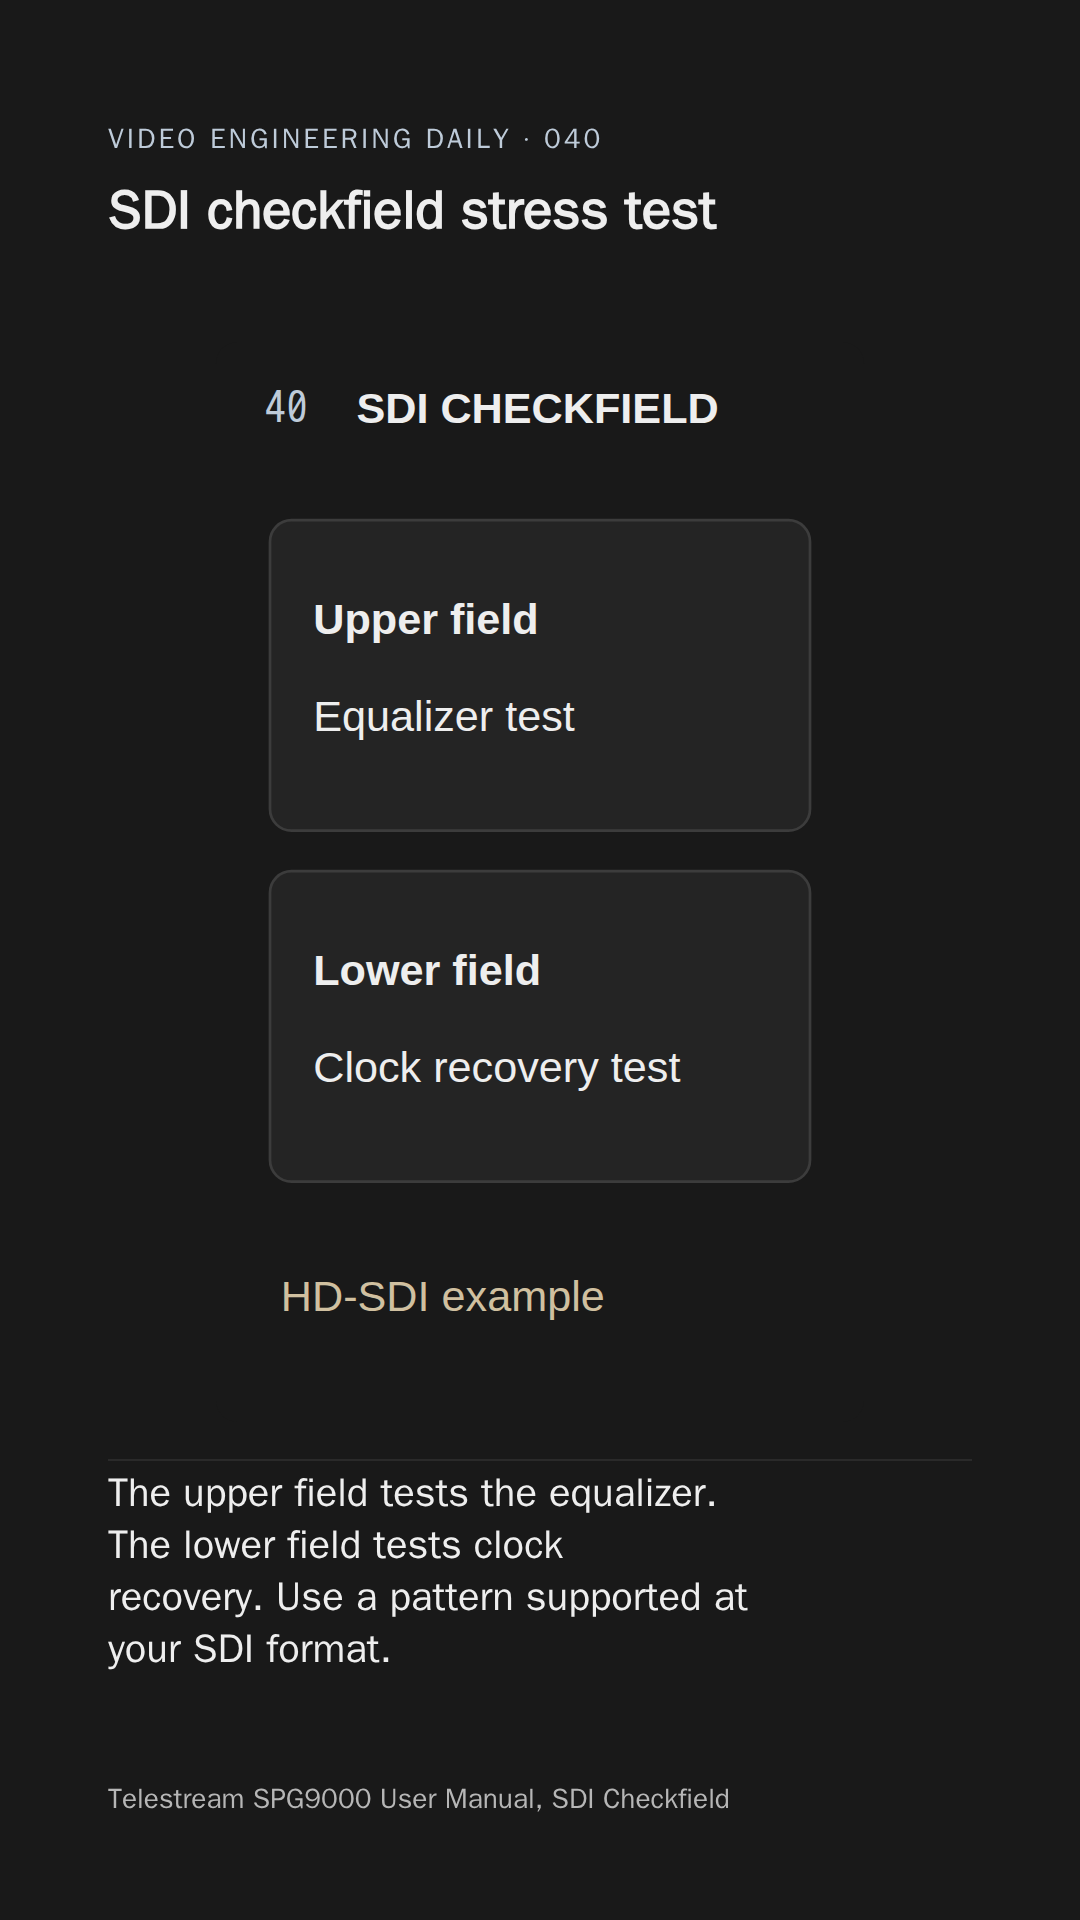 VIDEO ENGINEERING DAILY · 040
SDI checkfield stress test
40 SDI CHECKFIELD
Upper field
Equalizer test
Lower field
Clock recovery test
HD-SDI example
The upper field tests the equalizer.
The lower field tests clock
recovery. Use a pattern supported at
your SDI format.
Telestream SPG9000 User Manual, SDI Checkfield